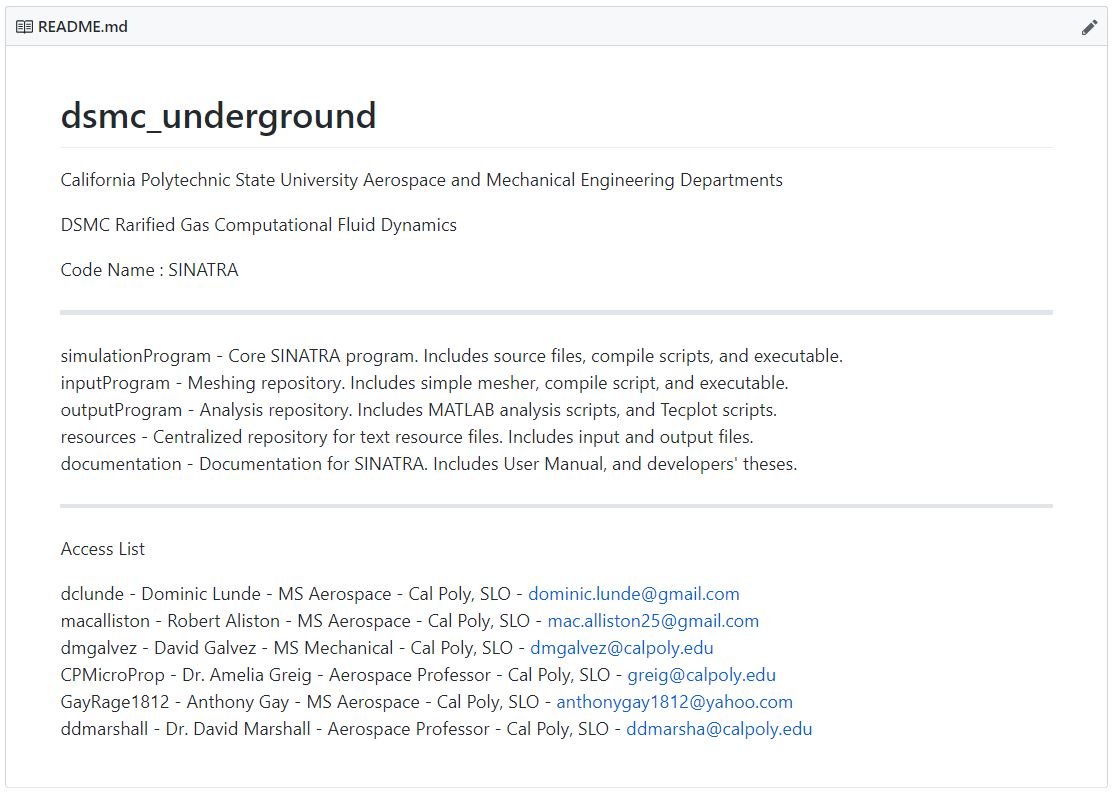 README.md
dsmc_underground
California Polytechnic State University Aerospace and Mechanical Engineering Departments
DSMC Rarified Gas Computational Fluid Dynamics
Code Name : SINATRA
simulationProgram - Core SINATRA program. Includes source files, compile scripts, and executable.
inputProgram - Meshing repository. Includes simple mesher, compile script, and executable.
outputProgram - Analysis repository. Includes MATLAB analysis scripts, and Tecplot scripts.
resources - Centralized repository for text resource files. Includes input and output files.
documentation - Documentation for SINATRA. Includes User Manual, and developers' theses.
Access List
dclunde - Dominic Lunde - MS Aerospace - Cal Poly, SLO - dominic.lunde@gmail.com
macalliston - Robert Aliston - MS Aerospace - Cal Poly, SLO - mac.alliston25@gmail.com
dmgalvez - David Galvez - MS Mechanical - Cal Poly, SLO - dmgalvez@calpoly.edu
CPMicroProp - Dr. Amelia Greig - Aerospace Professor - Cal Poly, SLO - greig@calpoly.edu
GayRage1812 - Anthony Gay - MS Aerospace - Cal Poly, SLO - anthonygay1812@yahoo.com
ddmarshall - Dr. David Marshall - Aerospace Professor - Cal Poly, SLO - ddmarsha@calpoly.edu